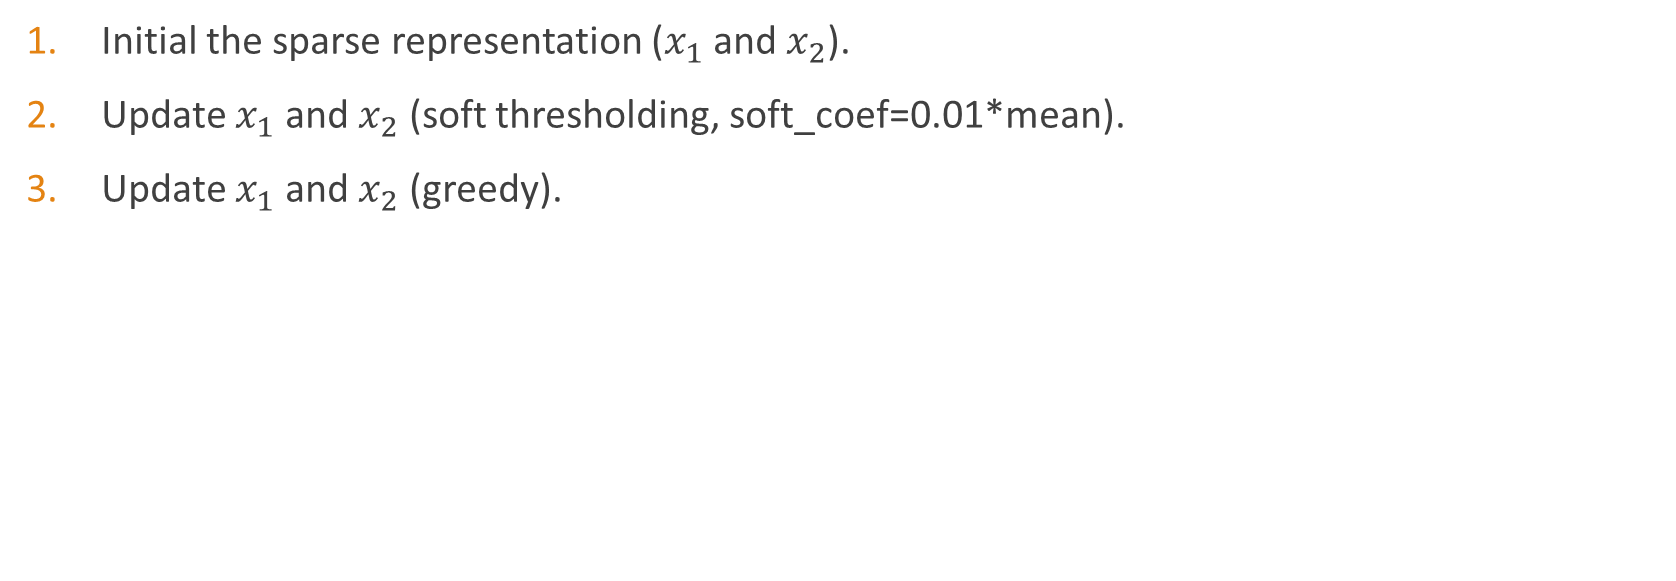 1. Initial the sparse representation (𝑥₁ and 𝑥₂).
2. Update 𝑥₁ and 𝑥₂ (soft thresholding, soft_coef=0.01*mean).
3. Update 𝑥₁ and 𝑥₂ (greedy).